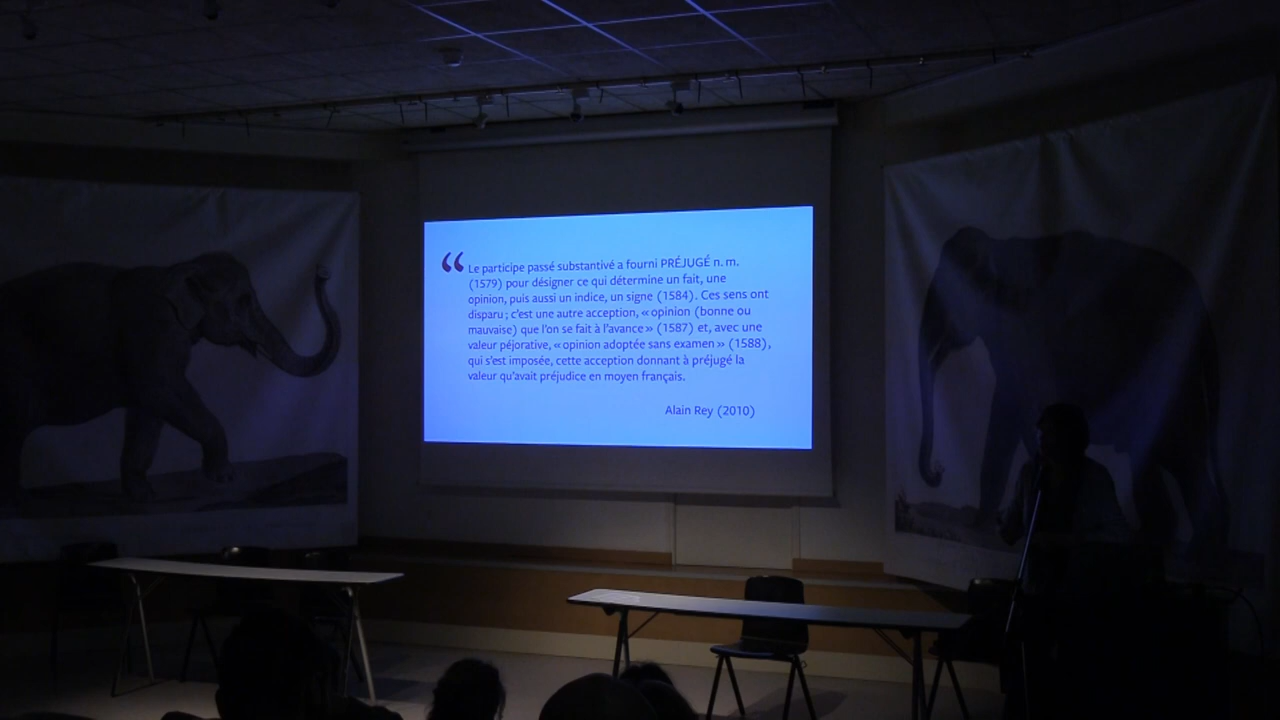 “ Le participe passé substantivé a fourni PRÉJUGÉ n. m.
(1579) pour désigner ce qui détermine un fait, une
opinion, puis aussi un indice, un signe (1584). Ces sens ont
disparu ; c'est une autre acception, « opinion (bonne ou
mauvaise) que l'on se fait à l'avance » (1587) et, avec une
valeur péjorative, « opinion adoptée sans examen » (1588),
qui s'est imposée, cette acception donnant à préjugé la
valeur qu'avait préjudice en moyen français.
Alain Rey (2010)